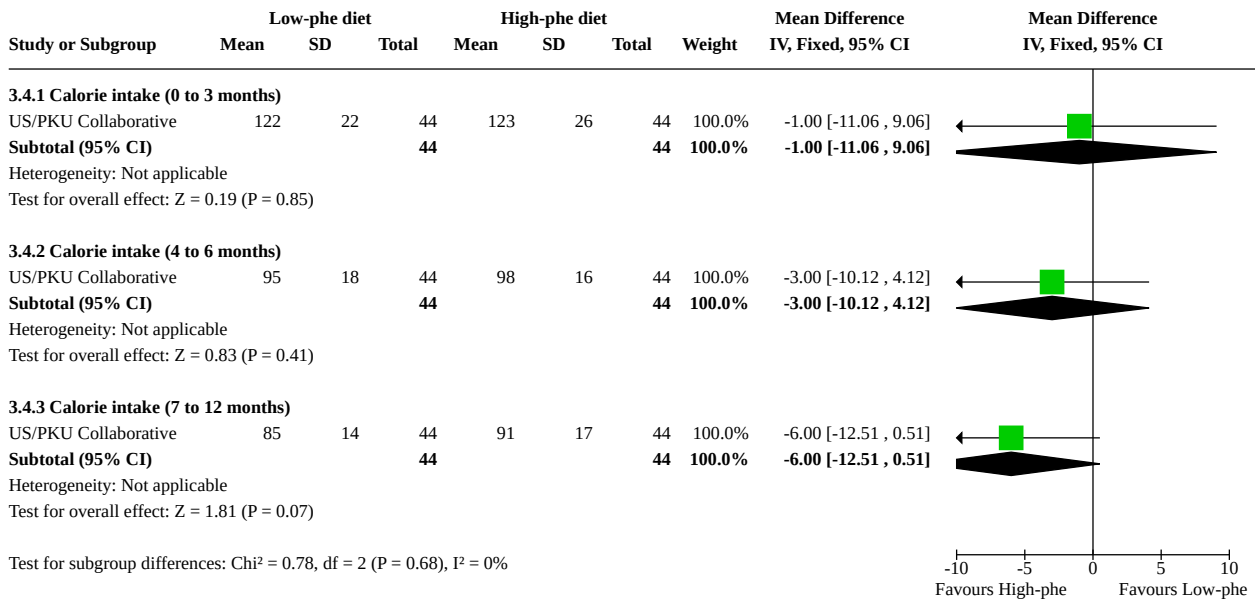 Low-phe diet High-phe diet Mean Difference Mean Difference
Study or Subgroup Mean SD Total Mean SD Total Weight IV, Fixed, 95% CI IV, Fixed, 95% CI
3.4.1 Calorie intake (0 to 3 months)
US/PKU Collaborative 122 22 44 123 26 44 100.0% -1.00 [-11.06 , 9.06]
Subtotal (95% CI) 44 44 100.0% -1.00 [-11.06 , 9.06]
Heterogeneity: Not applicable
Test for overall effect: Z = 0.19 (P = 0.85)
3.4.2 Calorie intake (4 to 6 months)
US/PKU Collaborative 95 18 44 98 16 44 100.0% -3.00 [-10.12 , 4.12]
Subtotal (95% CI) 44 44 100.0% -3.00 [-10.12 , 4.12]
Heterogeneity: Not applicable
Test for overall effect: Z = 0.83 (P = 0.41)
3.4.3 Calorie intake (7 to 12 months)
US/PKU Collaborative 85 14 44 91 17 44 100.0% -6.00 [-12.51 , 0.51]
Subtotal (95% CI) 44 44 100.0% -6.00 [-12.51 , 0.51]
Heterogeneity: Not applicable
Test for overall effect: Z = 1.81 (P = 0.07)
Test for subgroup differences: Chi² = 0.78, df = 2 (P = 0.68), I² = 0%
-10 -5 0 5 10
Favours High-phe Favours Low-phe